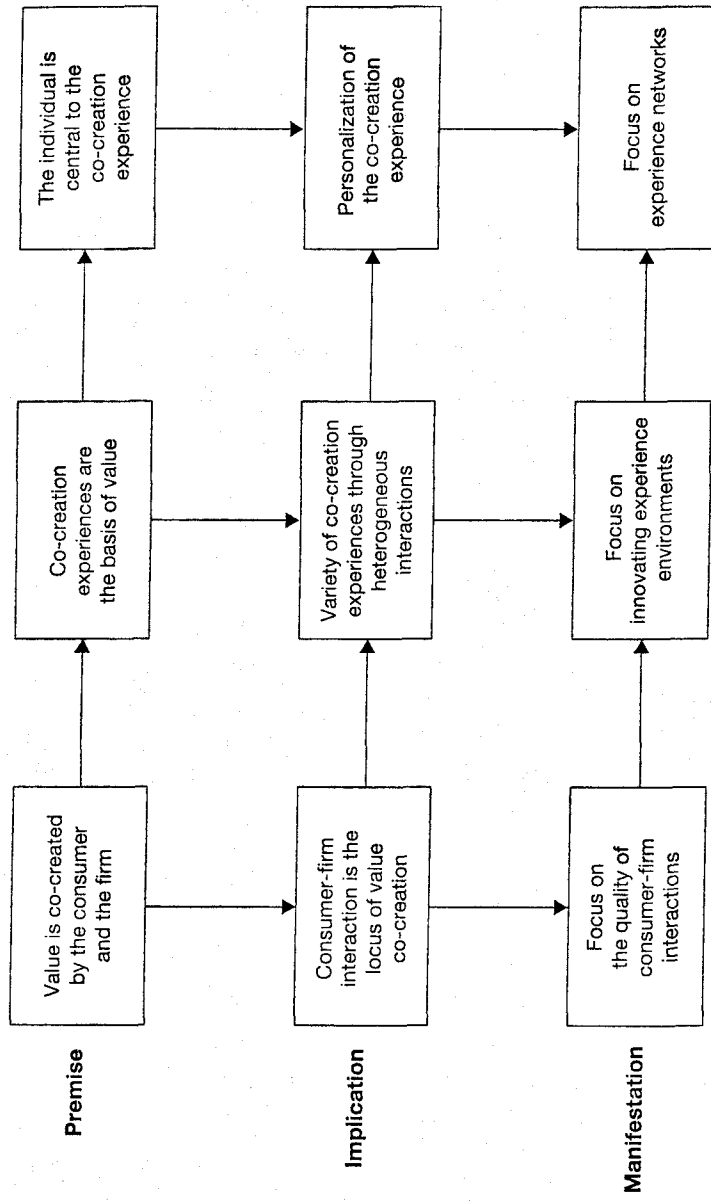 Premise
Value is co-created
by the consumer
and the firm
Co-creation
experiences are
the basis of value
The individual is
central to the
co-creation
experience
Implication
Consumer-firm
interaction is the
locus of value
co-creation
Variety of co-creation
experiences through
heterogeneous
interactions
Personalization of
the co-creation
experience
Manifestation
Focus on
the quality of
consumer-firm
interactions
Focus on
innovating experience
environments
Focus on
experience networks